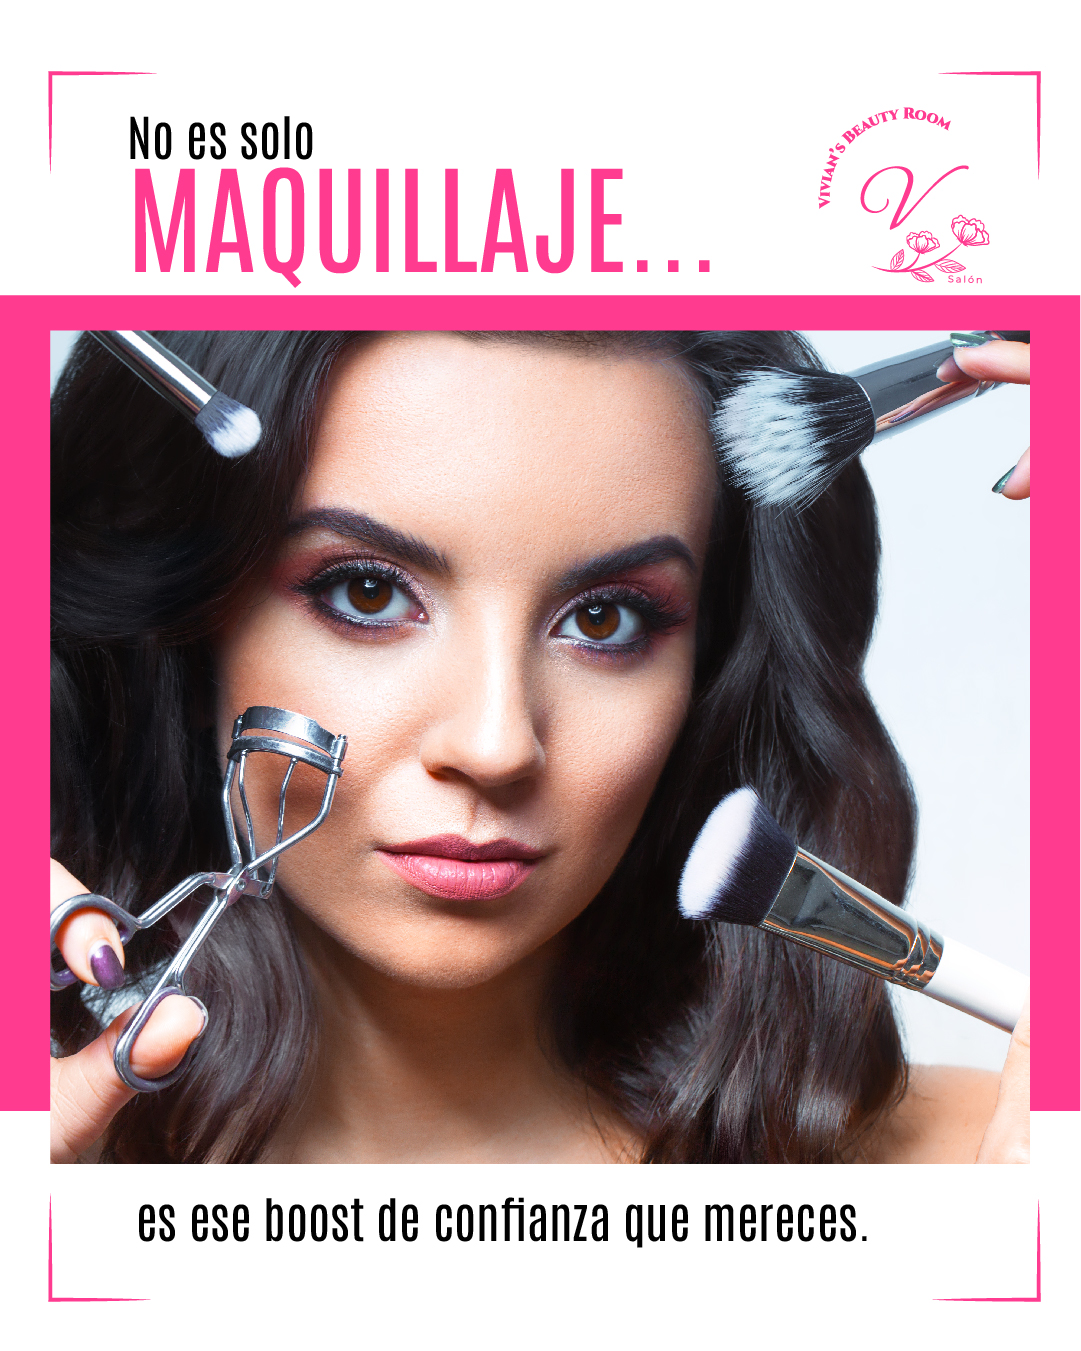 No es solo
MAQUILLAJE...
Vivian's Beauty Room
V
Salón
es ese boost de confianza que mereces.